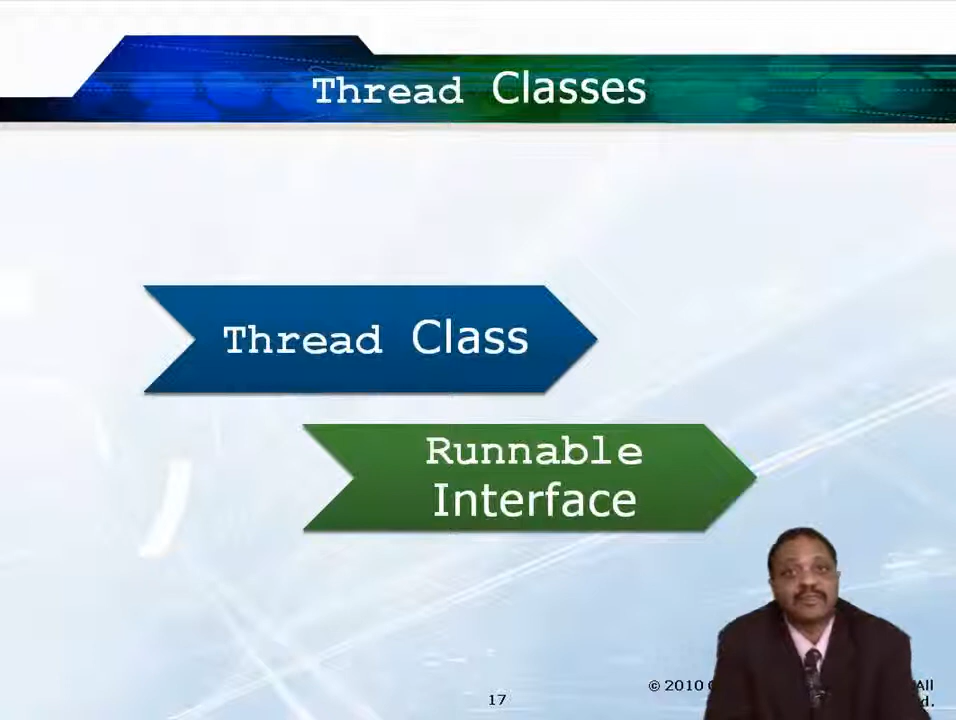 Thread Classes
Thread Class
Runnable
Interface
© 2010
All
17
d.